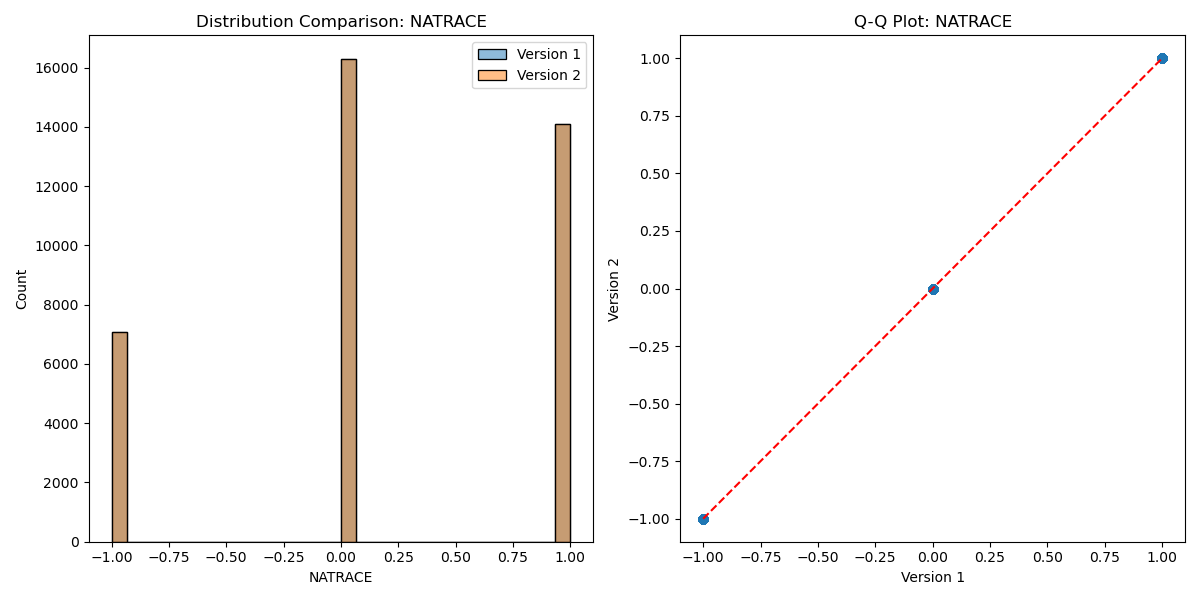 Distribution Comparison: NATRACE
Version 1
Version 2
16000
14000
12000
10000
8000
6000
4000
2000
0
Count
−1.00 −0.75 −0.50 −0.25 0.00 0.25 0.50 0.75 1.00
NATRACE
Q-Q Plot: NATRACE
1.00
0.75
0.50
0.25
0.00
−0.25
−0.50
−0.75
−1.00
Version 2
−1.00 −0.75 −0.50 −0.25 0.00 0.25 0.50 0.75 1.00
Version 1